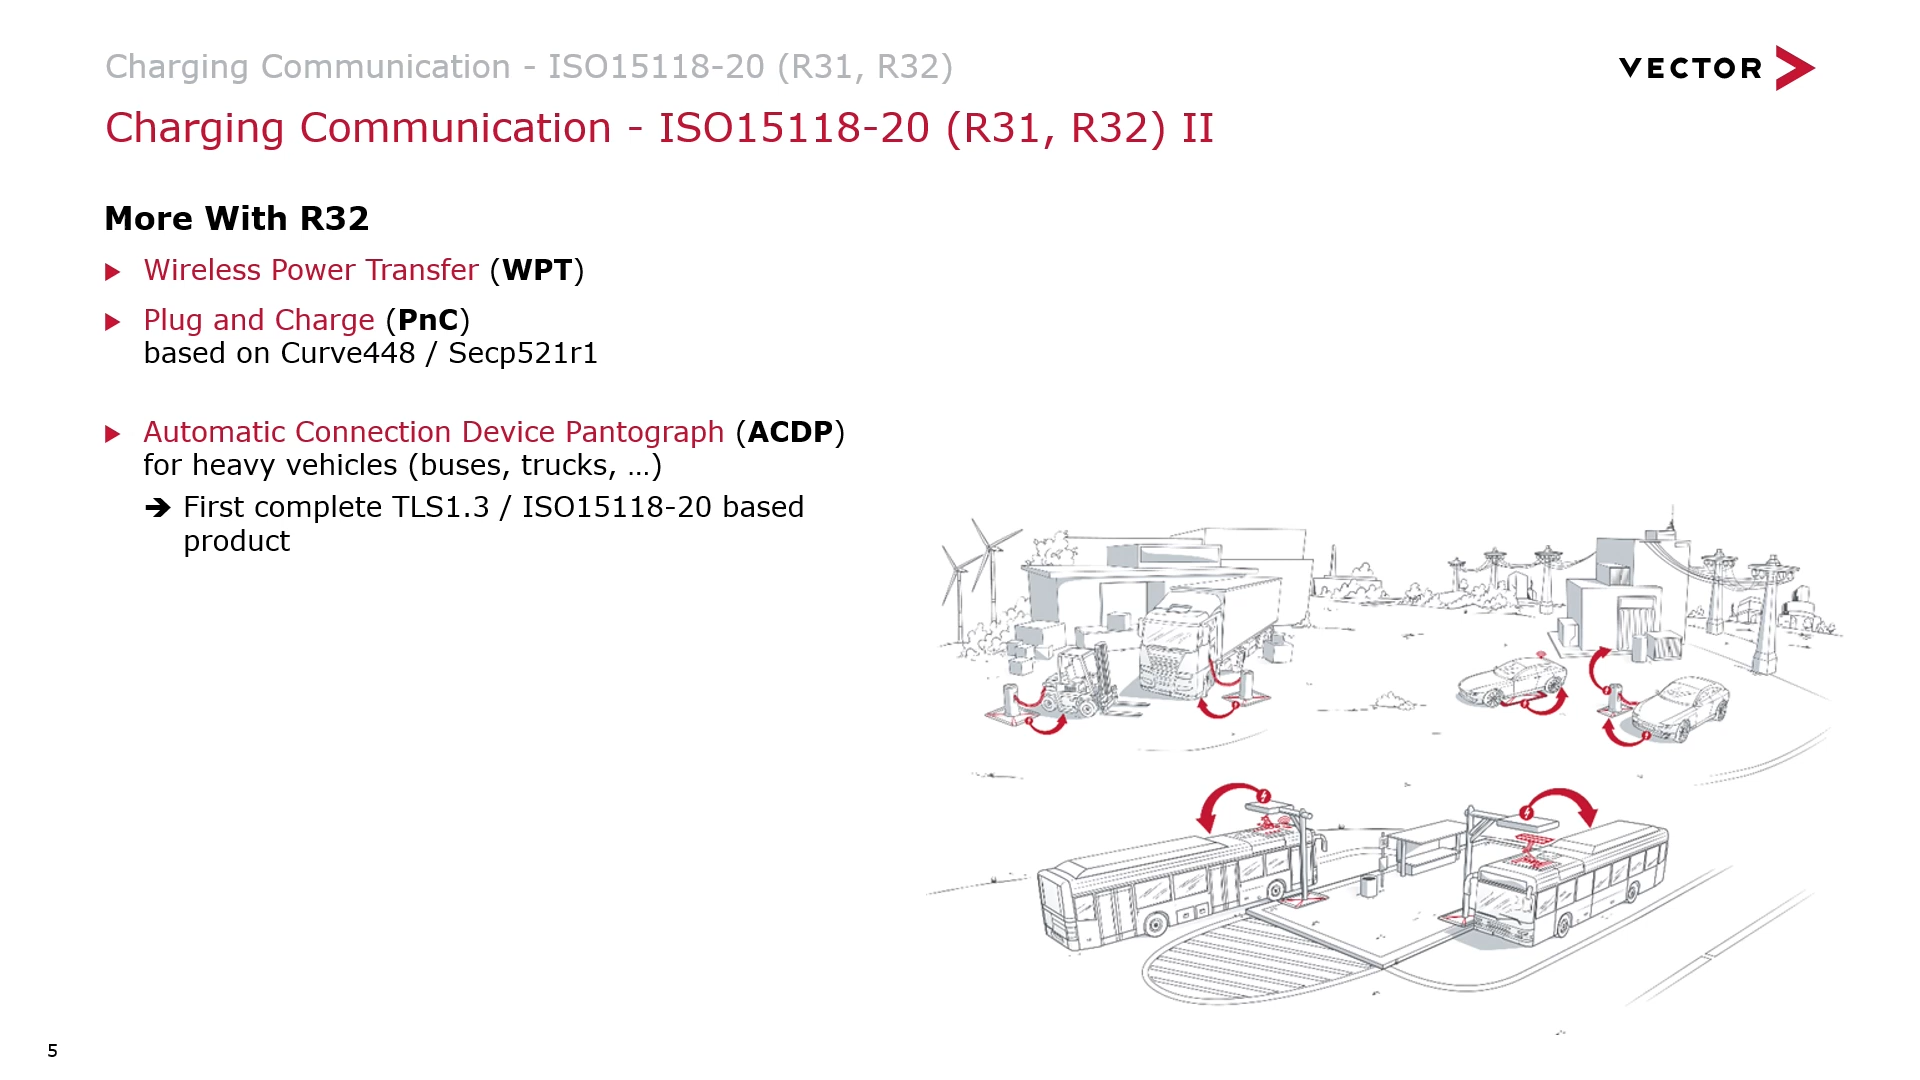 Charging Communication - ISO15118-20 (R31, R32)
VECTOR
Charging Communication - ISO15118-20 (R31, R32) II
More With R32
▶ Wireless Power Transfer (WPT)
▶ Plug and Charge (PnC)
based on Curve448 / Secp521r1
▶ Automatic Connection Device Pantograph (ACDP)
for heavy vehicles (buses, trucks, …)
➔ First complete TLS1.3 / ISO15118-20 based
product
5